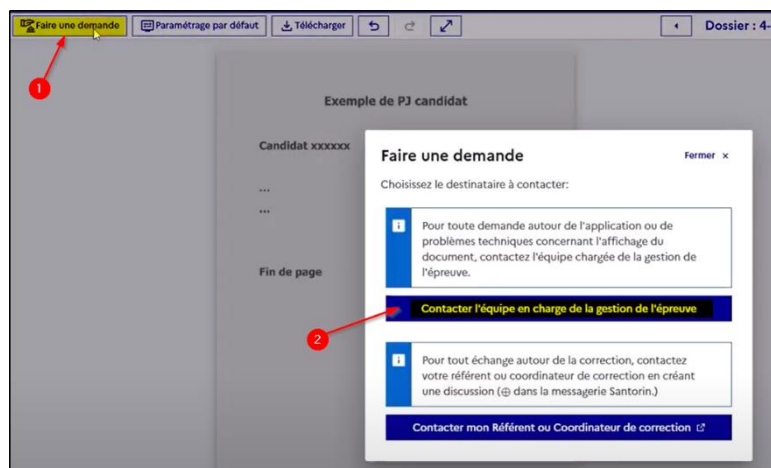 Faire une demande Paramétrage par défaut Télécharger Dossier : 4-
1
Exemple de PJ candidat
Candidat xxxxxx
...
...
Fin de page
Faire une demande Fermer ×
Choisissez le destinataire à contacter:
i Pour toute demande autour de l'application ou de
problèmes techniques concernant l'affichage du
document, contactez l'équipe chargée de la gestion de
l'épreuve.
Contacter l'équipe en charge de la gestion de l'épreuve
2
i Pour tout échange autour de la correction, contactez
votre référent ou coordinateur de correction en créant
une discussion (⊕ dans la messagerie Santorin.)
Contacter mon Référent ou Coordinateur de correction